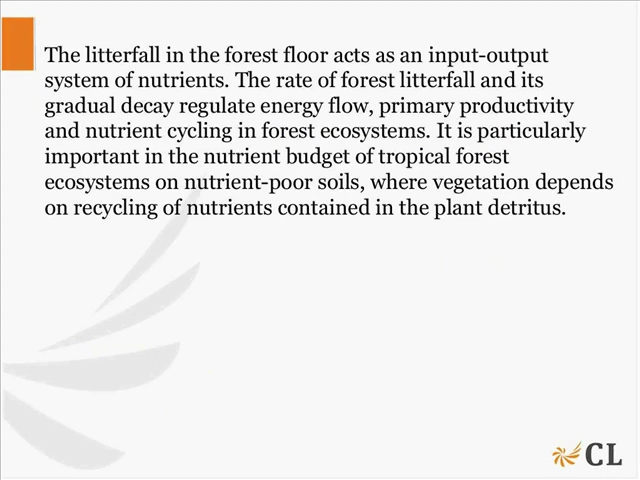 The litterfall in the forest floor acts as an input-output
system of nutrients. The rate of forest litterfall and its
gradual decay regulate energy flow, primary productivity
and nutrient cycling in forest ecosystems. It is particularly
important in the nutrient budget of tropical forest
ecosystems on nutrient-poor soils, where vegetation depends
on recycling of nutrients contained in the plant detritus.
CL